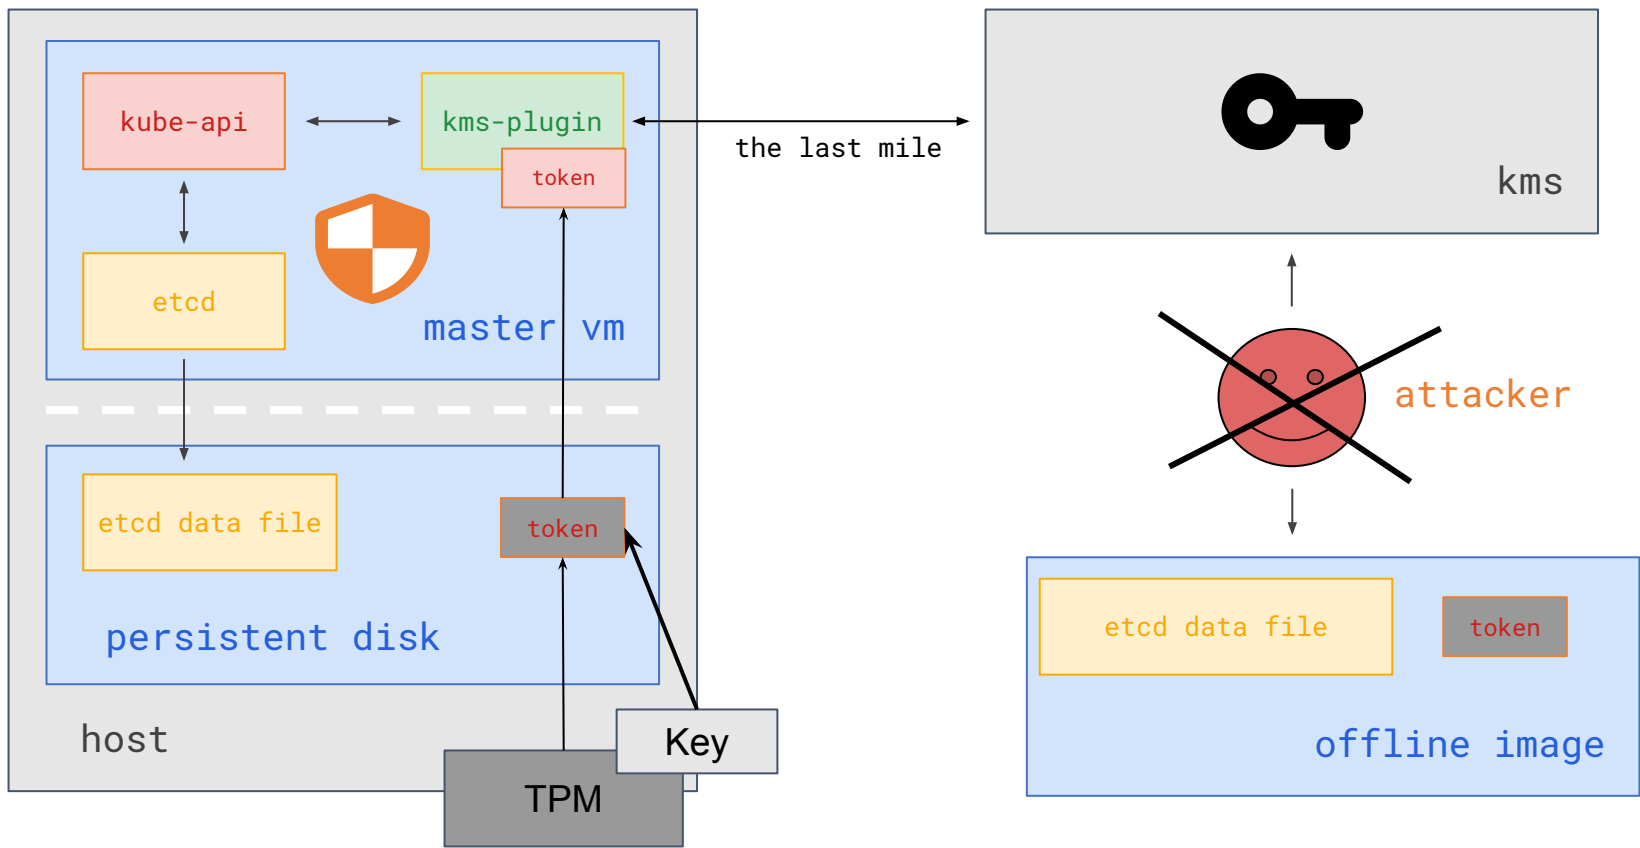 kube-api
kms-plugin
token
the last mile
kms
etcd
master vm
attacker
etcd data file
token
persistent disk
host
Key
TPM
etcd data file
token
offline image